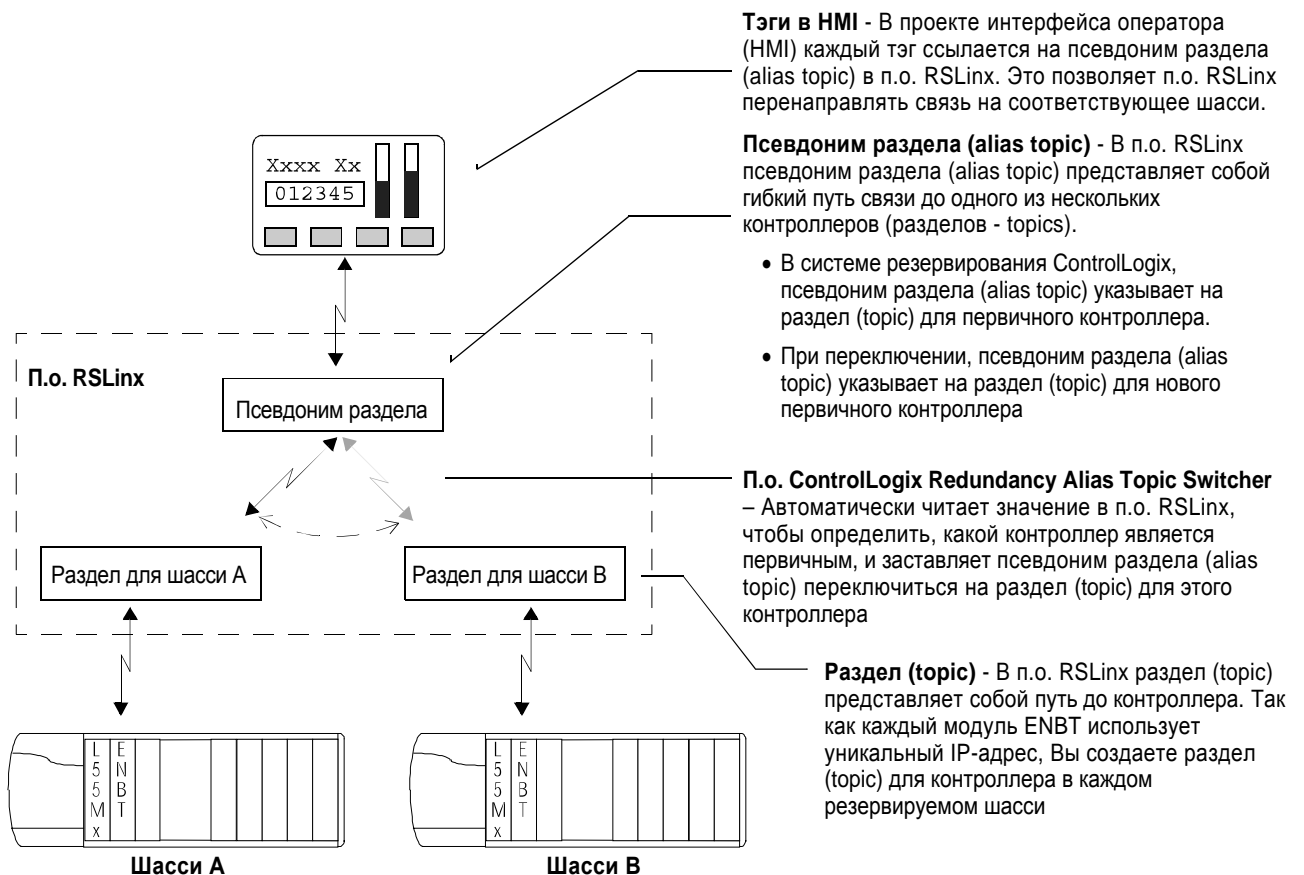 Тэги в HMI - В проекте интерфейса оператора
(HMI) каждый тэг ссылается на псевдоним раздела
(alias topic) в п.о. RSLinx. Это позволяет п.о. RSLinx
перенаправлять связь на соответствующее шасси.
Xxxx Xx
012345
Псевдоним раздела (alias topic) - В п.о. RSLinx
псевдоним раздела (alias topic) представляет собой
гибкий путь связи до одного из нескольких
контроллеров (разделов - topics).
• В системе резервирования ControlLogix,
псевдоним раздела (alias topic) указывает на
раздел (topic) для первичного контроллера.
• При переключении, псевдоним раздела (alias
topic) указывает на раздел (topic) для нового
первичного контроллера
П.о. RSLinx
Псевдоним раздела
П.о. ControlLogix Redundancy Alias Topic Switcher
– Автоматически читает значение в п.о. RSLinx,
чтобы определить, какой контроллер является
первичным, и заставляет псевдоним раздела (alias
topic) переключиться на раздел (topic) для этого
контроллера
Раздел для шасси A
Раздел для шасси B
Раздел (topic) - В п.о. RSLinx раздел (topic)
представляет собой путь до контроллера. Так
как каждый модуль ENBT использует
уникальный IP-адрес, Вы создаете раздел
(topic) для контроллера в каждом
резервируемом шасси
L55Mx
ENBT
L55Mx
ENBT
Шасси A
Шасси B